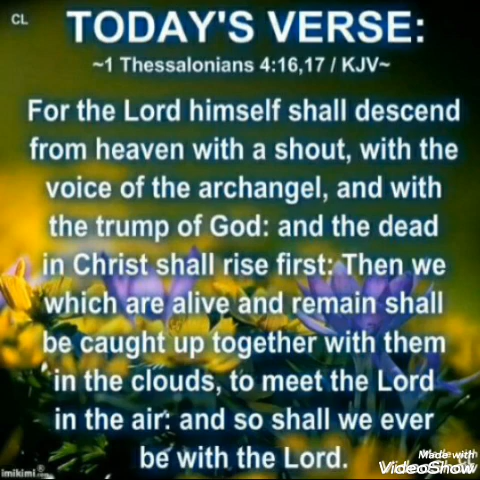 CL
TODAY'S VERSE:
~1 Thessalonians 4:16,17 / KJV~
For the Lord himself shall descend
from heaven with a shout, with the
voice of the archangel, and with
the trump of God: and the dead
in Christ shall rise first: Then we
which are alive and remain shall
be caught up together with them
in the clouds, to meet the Lord
in the air: and so shall we ever
be with the Lord.
Made with
VideoShow
imikimi